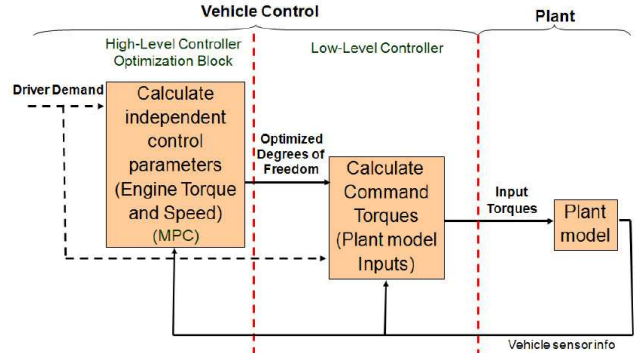 Vehicle Control
Plant
High-Level Controller
Optimization Block
Low-Level Controller
Driver Demand
Calculate
independent
control
parameters
(Engine Torque
and Speed)
(MPC)
Optimized
Degrees of
Freedom
Calculate
Command
Torques
(Plant model
Inputs)
Input
Torques
Plant
model
Vehicle sensor info